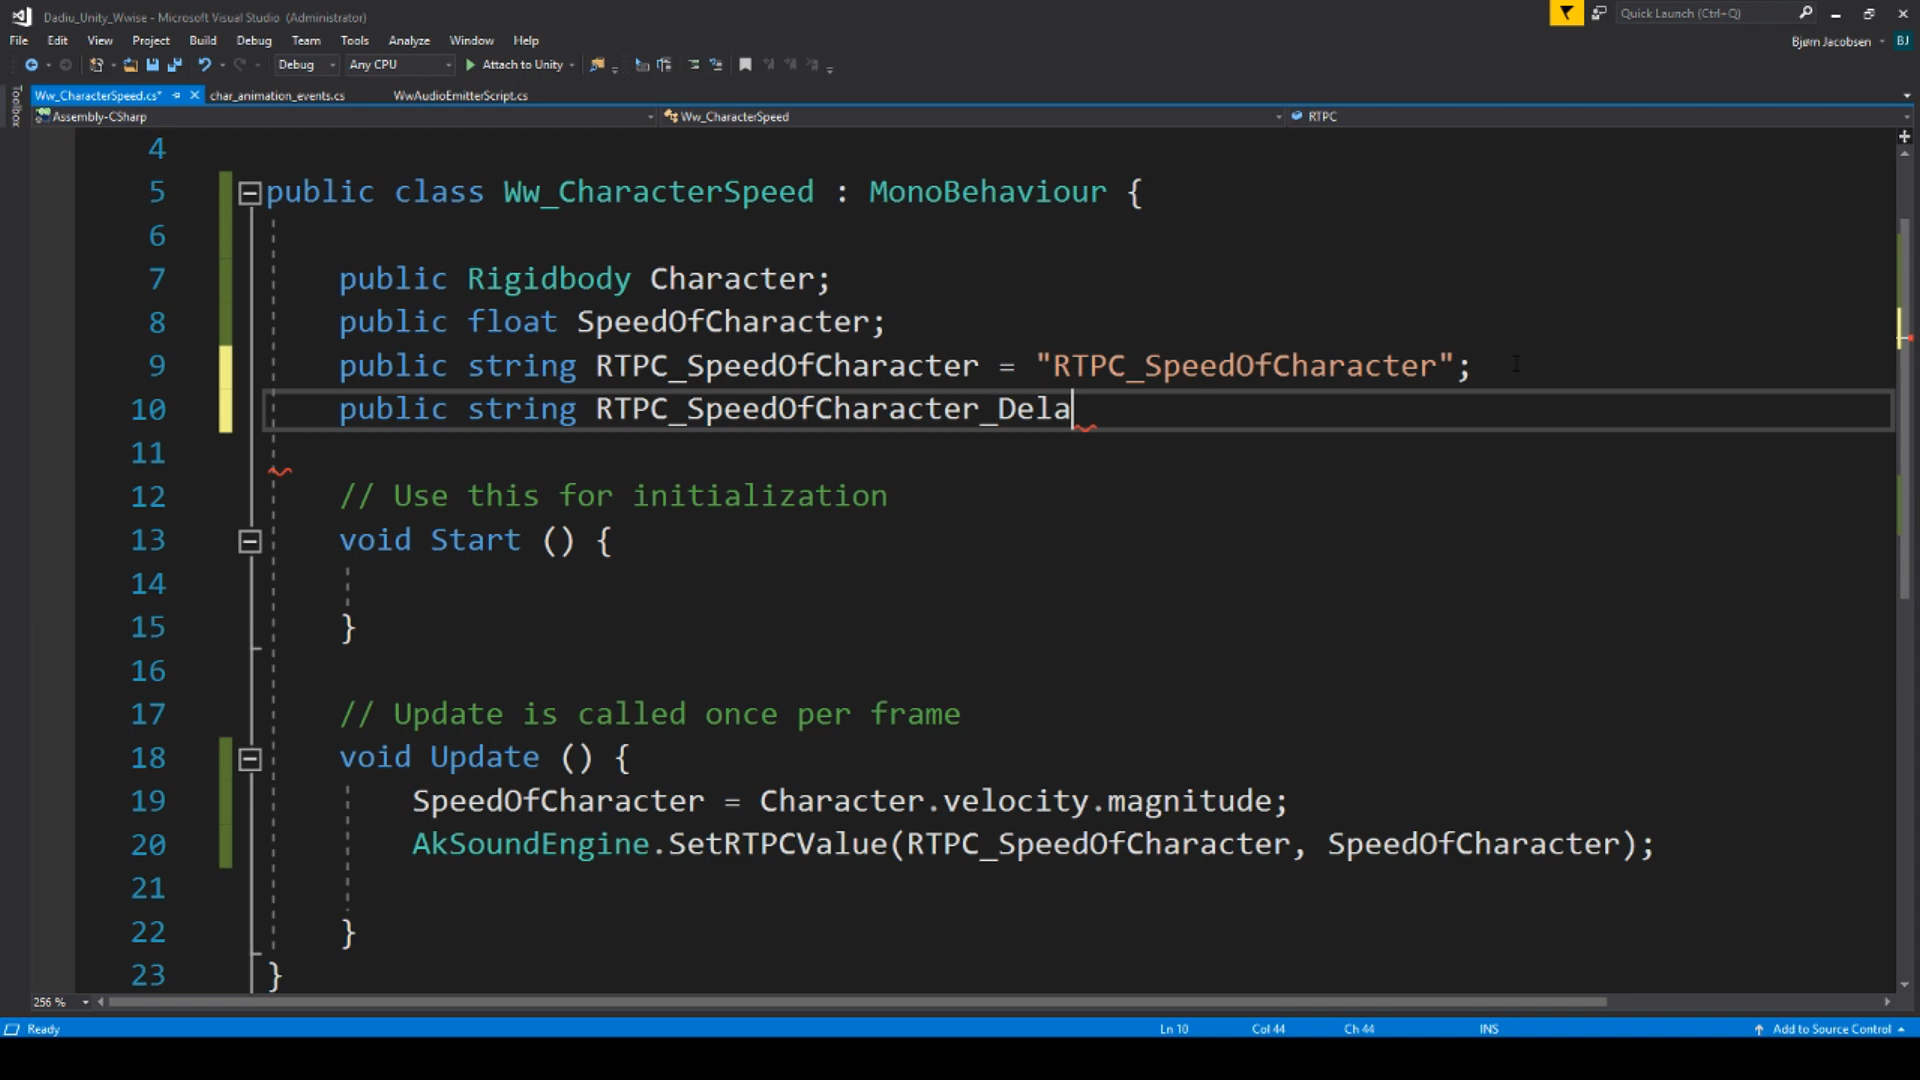 Dadiu_Unity_Wwise - Microsoft Visual Studio (Administrator)
Quick Launch (Ctrl+Q)
File Edit View Project Build Debug Team Tools Analyze Window Help
Bjørn Jacobsen BJ
Debug Any CPU Attach to Unity
Toolbox
Ww_CharacterSpeed.cs* char_animation_events.cs WwAudioEmitterScript.cs
Assembly-CSharp Ww_CharacterSpeed RTPC
4
5 public class Ww_CharacterSpeed : MonoBehaviour {
6
7 public Rigidbody Character;
8 public float SpeedOfCharacter;
9 public string RTPC_SpeedOfCharacter = "RTPC_SpeedOfCharacter";
10 public string RTPC_SpeedOfCharacter_Dela
11
12 // Use this for initialization
13 void Start () {
14
15 }
16
17 // Update is called once per frame
18 void Update () {
19 SpeedOfCharacter = Character.velocity.magnitude;
20 AkSoundEngine.SetRTPCValue(RTPC_SpeedOfCharacter, SpeedOfCharacter);
21
22 }
23 }
256 %
Ready Ln 10 Col 44 Ch 44 INS Add to Source Control